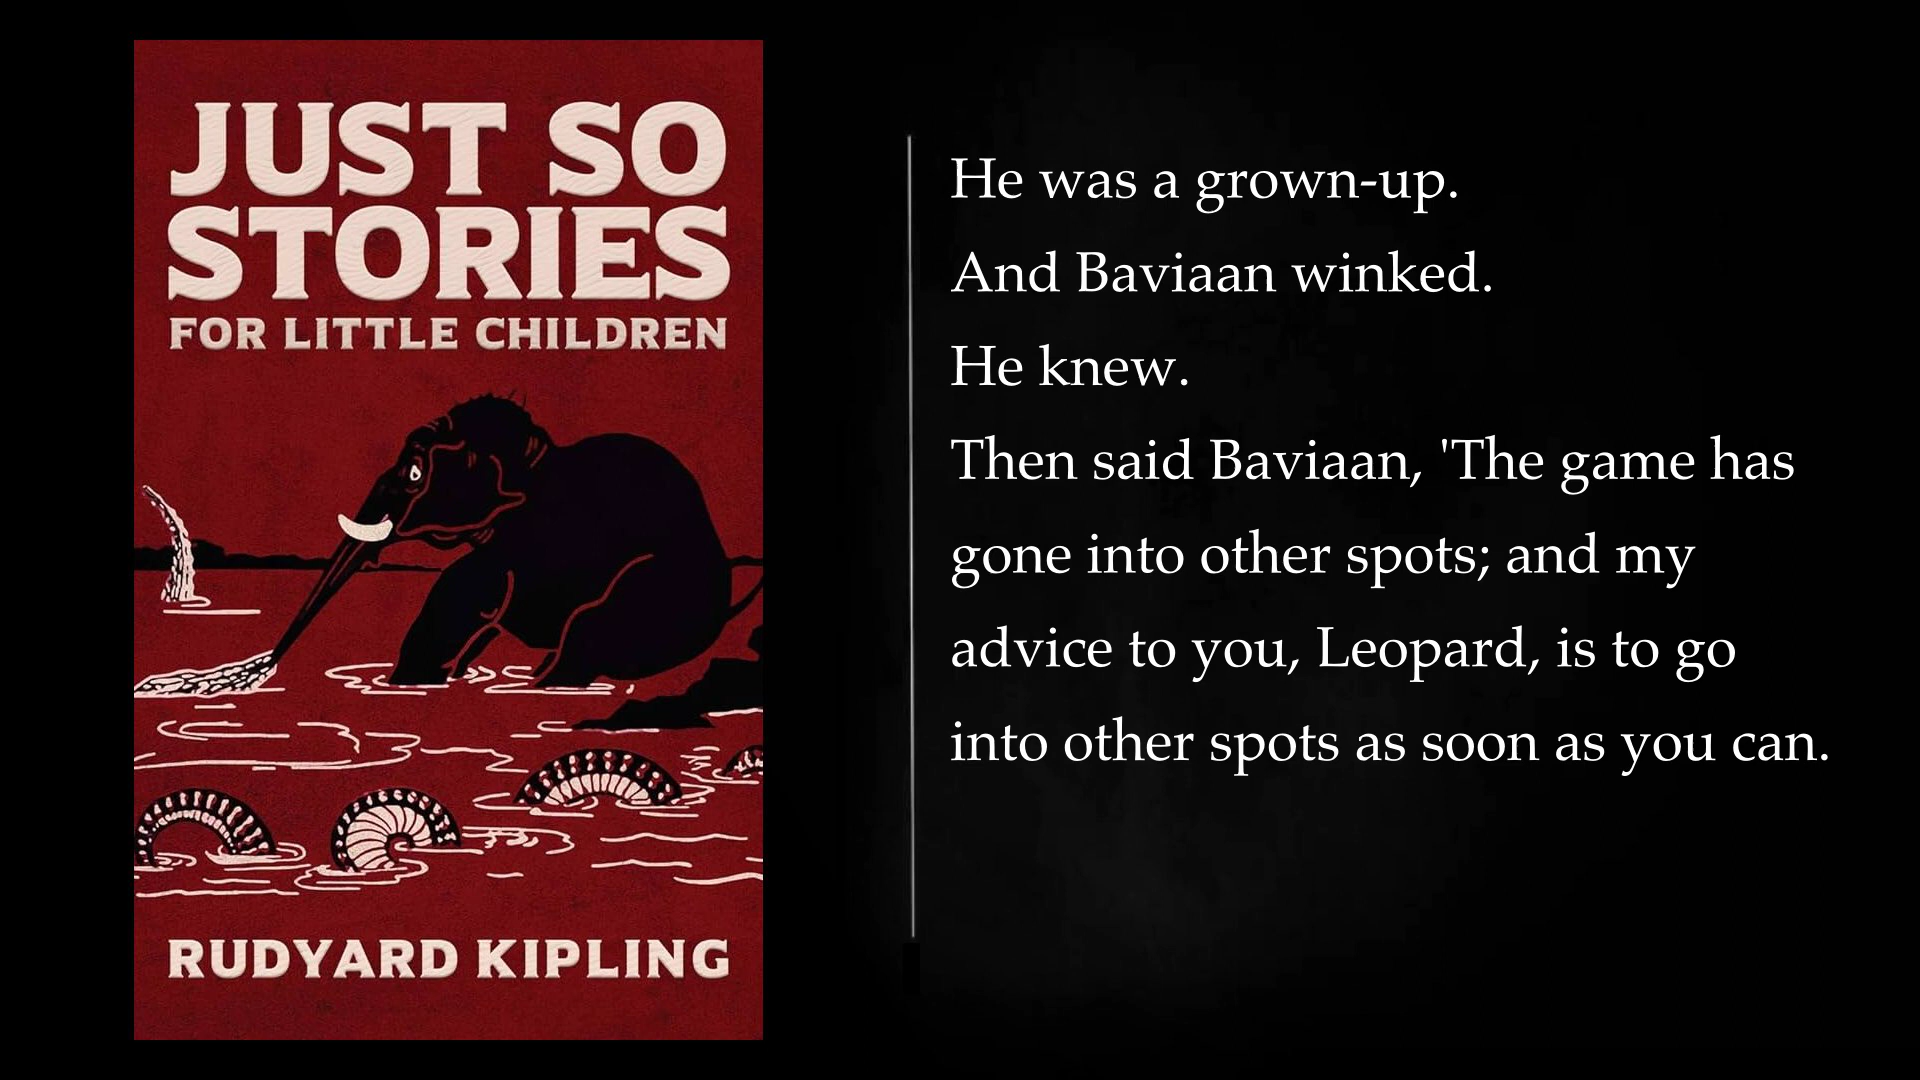 JUST SO
STORIES
FOR LITTLE CHILDREN
RUDYARD KIPLING
He was a grown-up.
And Baviaan winked.
He knew.
Then said Baviaan, 'The game has
gone into other spots; and my
advice to you, Leopard, is to go
into other spots as soon as you can.